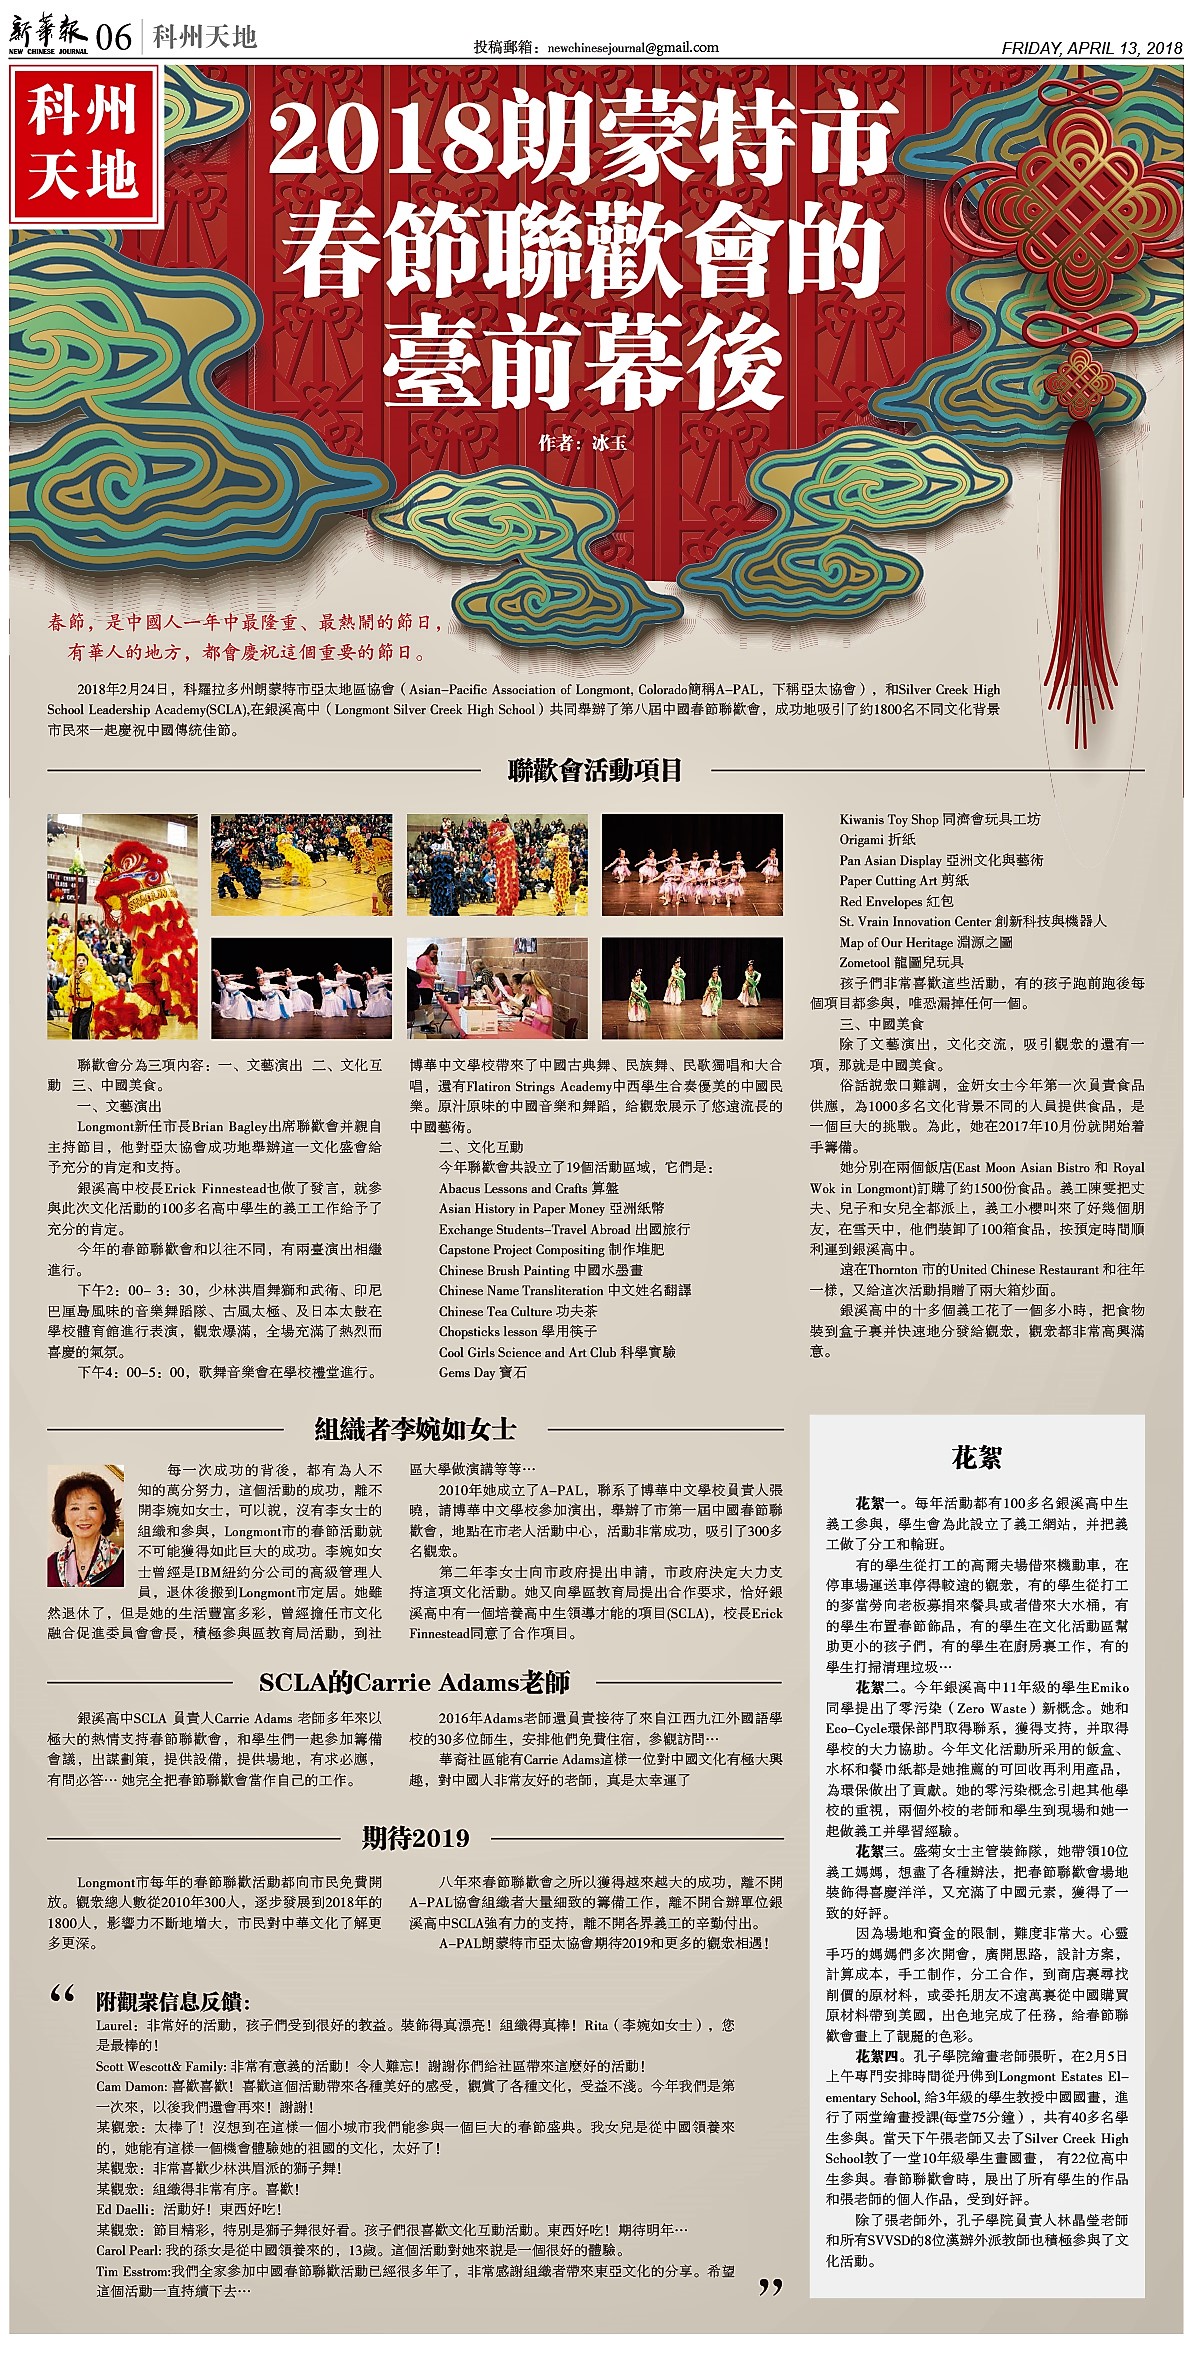 新華報
NEW CHINESE JOURNAL
06
科州天地
投稿郵箱：newchinesejournal@gmail.com
FRIDAY, APRIL 13, 2018
科州
天地
2018朗蒙特市
春節聯歡會的
臺前幕後
作者：冰玉
春節，是中國人一年中最隆重、最熱鬧的節日，
有華人的地方，都會慶祝這個重要的節日。
2018年2月24日，科羅拉多州朗蒙特市亞太地區協會（Asian-Pacific Association of Longmont, Colorado簡稱A-PAL，下稱亞太協會），和Silver Creek High
School Leadership Academy(SCLA),在銀溪高中（Longmont Silver Creek High School）共同舉辦了第八屆中國春節聯歡會，成功地吸引了約1800名不同文化背景
市民來一起慶祝中國傳統佳節。
聯歡會活動項目
聯歡會分為三項內容：一、文藝演出 二、文化互
動 三、中國美食。
一、文藝演出
Longmont新任市長Brian Bagley出席聯歡會并親自
主持節目，他對亞太協會成功地舉辦這一文化盛會給
予充分的肯定和支持。
銀溪高中校長Erick Finnestead也做了發言，就參
與此次文化活動的100多名高中學生的義工工作給予了
充分的肯定。
今年的春節聯歡會和以往不同，有兩臺演出相繼
進行。
下午2：00- 3：30，少林洪眉舞獅和武術、印尼
巴厘島風味的音樂舞蹈隊、古風太極、及日本太鼓在
學校體育館進行表演，觀衆爆滿，全場充滿了熱烈而
喜慶的氣氛。
下午4：00-5：00，歌舞音樂會在學校禮堂進行。
博華中文學校帶來了中國古典舞、民族舞、民歌獨唱和大合
唱，還有Flatiron Strings Academy中西學生合奏優美的中國民
樂。原汁原味的中國音樂和舞蹈，給觀衆展示了悠遠流長的
中國藝術。
二、文化互動
今年聯歡會共設立了19個活動區域，它們是：
Abacus Lessons and Crafts 算盤
Asian History in Paper Money 亞洲紙幣
Exchange Students-Travel Abroad 出國旅行
Capstone Project Compositing 制作堆肥
Chinese Brush Painting 中國水墨畫
Chinese Name Transliteration 中文姓名翻譯
Chinese Tea Culture 功夫茶
Chopsticks lesson 學用筷子
Cool Girls Science and Art Club 科學實驗
Gems Day 寶石
Kiwanis Toy Shop 同濟會玩具工坊
Origami 折紙
Pan Asian Display 亞洲文化與藝術
Paper Cutting Art 剪紙
Red Envelopes 紅包
St. Vrain Innovation Center 創新科技與機器人
Map of Our Heritage 淵源之圖
Zometool 龍圖兒玩具
孩子們非常喜歡這些活動，有的孩子跑前跑後每
個項目都參與，唯恐漏掉任何一個。
三、中國美食
除了文藝演出，文化交流，吸引觀衆的還有一
項，那就是中國美食。
俗話說衆口難調，金妍女士今年第一次員責食品
供應，為1000多名文化背景不同的人員提供食品，是
一個巨大的挑戰。為此，她在2017年10月份就開始着
手籌備。
她分別在兩個飯店(East Moon Asian Bistro 和 Royal
Wok in Longmont)訂購了約1500份食品。義工陳雯把丈
夫、兒子和女兒全都派上，義工小櫻叫來了好幾個朋
友，在雪天中，他們裝卸了100箱食品，按預定時間順
利運到銀溪高中。
遠在Thornton 市的United Chinese Restaurant 和往年
一樣，又給這次活動捐贈了兩大箱炒面。
銀溪高中的十多個義工花了一個多小時，把食物
裝到盒子裏并快速地分發給觀衆，觀衆都非常高興滿
意。
組織者李婉如女士
每一次成功的背後，都有為人不
知的萬分努力，這個活動的成功，離不
開李婉如女士，可以說，沒有李女士的
組織和參與，Longmont市的春節活動就
不可能獲得如此巨大的成功。李婉如女
士曾經是IBM紐約分公司的高級管理人
員，退休後搬到Longmont市定居。她雖
然退休了，但是她的生活豐富多彩，曾經擔任市文化
融合促進委員會會長，積極參與區教育局活動，到社
區大學做演講等等…
2010年她成立了A-PAL，聯系了博華中文學校員責人張
曉，請博華中文學校參加演出，舉辦了市第一屆中國春節聯
歡會，地點在市老人活動中心，活動非常成功，吸引了300多
名觀衆。
第二年李女士向市政府提出申請，市政府決定大力支
持這項文化活動。她又向學區教育局提出合作要求，恰好銀
溪高中有一個培養高中生領導才能的項目(SCLA)，校長Erick
Finnestead同意了合作項目。
SCLA的Carrie Adams老師
銀溪高中SCLA 員責人Carrie Adams 老師多年來以
極大的熱情支持春節聯歡會，和學生們一起參加籌備
會議，出謀劃策，提供設備，提供場地，有求必應，
有問必答… 她完全把春節聯歡會當作自己的工作。
2016年Adams老師還員責接待了來自江西九江外國語學
校的30多位師生，安排他們免費住宿，參觀訪問…
華裔社區能有Carrie Adams這樣一位對中國文化有極大興
趣，對中國人非常友好的老師，真是太幸運了
期待2019
Longmont市每年的春節聯歡活動都向市民免費開
放。觀衆總人數從2010年300人，逐步發展到2018年的
1800人，影響力不斷地增大，市民對中華文化了解更
多更深。
八年來春節聯歡會之所以獲得越來越大的成功，離不開
A-PAL協會組織者大量細致的籌備工作，離不開合辦單位銀
溪高中SCLA強有力的支持，離不開各界義工的辛勤付出。
A-PAL朗蒙特市亞太協會期待2019和更多的觀衆相遇！
“
附觀衆信息反饋：
Laurel：非常好的活動，孩子們受到很好的教益。裝飾得真漂亮！組織得真棒！Rita（李婉如女士），您
是最棒的！
Scott Wescott& Family: 非常有意義的活動！令人難忘！謝謝你們給社區帶來這麼好的活動！
Cam Damon: 喜歡喜歡！喜歡這個活動帶來各種美好的感受，觀賞了各種文化，受益不淺。今年我們是第
一次來，以後我們還會再來！謝謝！
某觀衆：太棒了！沒想到在這樣一個小城市我們能參與一個巨大的春節盛典。我女兒是從中國領養來
的，她能有這樣一個機會體驗她的祖國的文化，太好了！
某觀衆：非常喜歡少林洪眉派的獅子舞！
某觀衆：組織得非常有序。喜歡！
Ed Daelli：活動好！東西好吃！
某觀衆：節目精彩，特別是獅子舞很好看。孩子們很喜歡文化互動活動。東西好吃！期待明年…
Carol Pearl: 我的孫女是從中國領養來的，13歲。這個活動對她來說是一個很好的體驗。
Tim Esstrom:我們全家參加中國春節聯歡活動已經很多年了，非常感謝組織者帶來東亞文化的分享。希望
這個活動一直持續下去…
”
花絮
花絮一。每年活動都有100多名銀溪高中生
義工參與，學生會為此設立了義工網站，并把義
工做了分工和輪班。
有的學生從打工的高爾夫場借來機動車，在
停車場運送車停得較遠的觀衆，有的學生從打工
的麥當勞向老板募捐來餐具或者借來大水桶，有
的學生布置春節飾品，有的學生在文化活動區幫
助更小的孩子們，有的學生在廚房裏工作，有的
學生打掃清理垃圾…
花絮二。今年銀溪高中11年級的學生Emiko
同學提出了零污染（Zero Waste）新概念。她和
Eco-Cycle環保部門取得聯系，獲得支持，并取得
學校的大力協助。今年文化活動所采用的飯盒、
水杯和餐巾紙都是她推薦的可回收再利用產品，
為環保做出了貢獻。她的零污染概念引起其他學
校的重視，兩個外校的老師和學生到現場和她一
起做義工并學習經驗。
花絮三。盛菊女士主管裝飾隊，她帶領10位
義工媽媽，想盡了各種辦法，把春節聯歡會場地
裝飾得喜慶洋洋，又充滿了中國元素，獲得了一
致的好評。
因為場地和資金的限制，難度非常大。心靈
手巧的媽媽們多次開會，廣開思路，設計方案，
計算成本，手工制作，分工合作，到商店裏尋找
削價的原材料，或委托朋友不遠萬裏從中國購買
原材料帶到美國，出色地完成了任務，給春節聯
歡會畫上了靚麗的色彩。
花絮四。孔子學院繪畫老師張昕，在2月5日
上午專門安排時間從丹佛到Longmont Estates El-
ementary School, 給3年級的學生教授中國國畫，進
行了兩堂繪畫授課(每堂75分鐘），共有40多名學
生參與。當天下午張老師又去了Silver Creek High
School教了一堂10年級學生畫國畫， 有22位高中
生參與。春節聯歡會時，展出了所有學生的作品
和張老師的個人作品，受到好評。
除了張老師外，孔子學院員責人林晶瑩老師
和所有SVVSD的8位漢辦外派教師也積極參與了文
化活動。